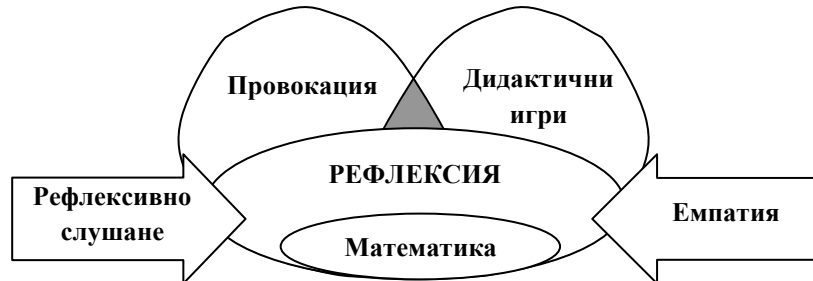 Провокация
Дидактични
игри
РЕФЛЕКСИЯ
Рефлексивно
слушане
Емпатия
Математика